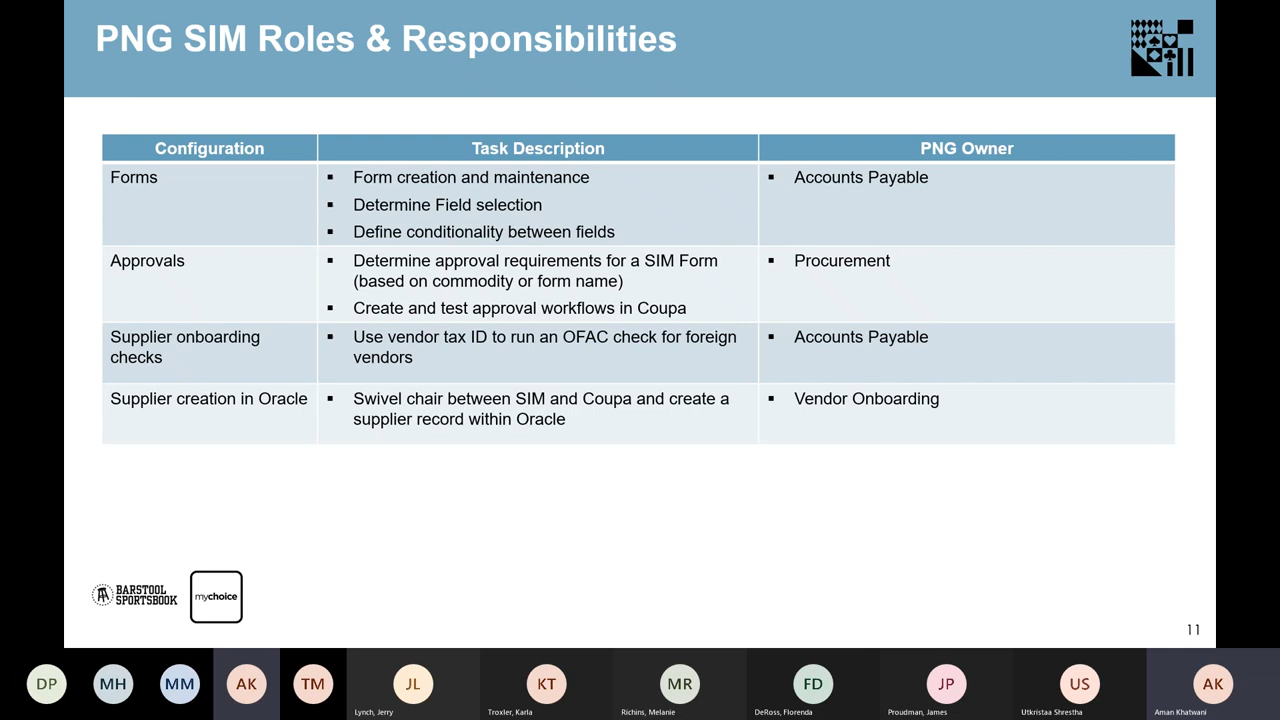 PNG SIM Roles & Responsibilities
Configuration
Task Description
PNG Owner
Forms
▪ Form creation and maintenance
▪ Determine Field selection
▪ Define conditionality between fields
▪ Accounts Payable
Approvals
▪ Determine approval requirements for a SIM Form
(based on commodity or form name)
▪ Create and test approval workflows in Coupa
▪ Procurement
Supplier onboarding
checks
▪ Use vendor tax ID to run an OFAC check for foreign
vendors
▪ Accounts Payable
Supplier creation in Oracle
▪ Swivel chair between SIM and Coupa and create a
supplier record within Oracle
▪ Vendor Onboarding
BARSTOOL
SPORTSBOOK
mychoice
11
DP
MH
MM
AK
TM
JL
Lynch, Jerry
KT
Troxler, Karla
MR
Richins, Melanie
FD
DeRoss, Florenda
JP
Proudman, James
US
Utkristaa Shrestha
AK
Aman Khatwani